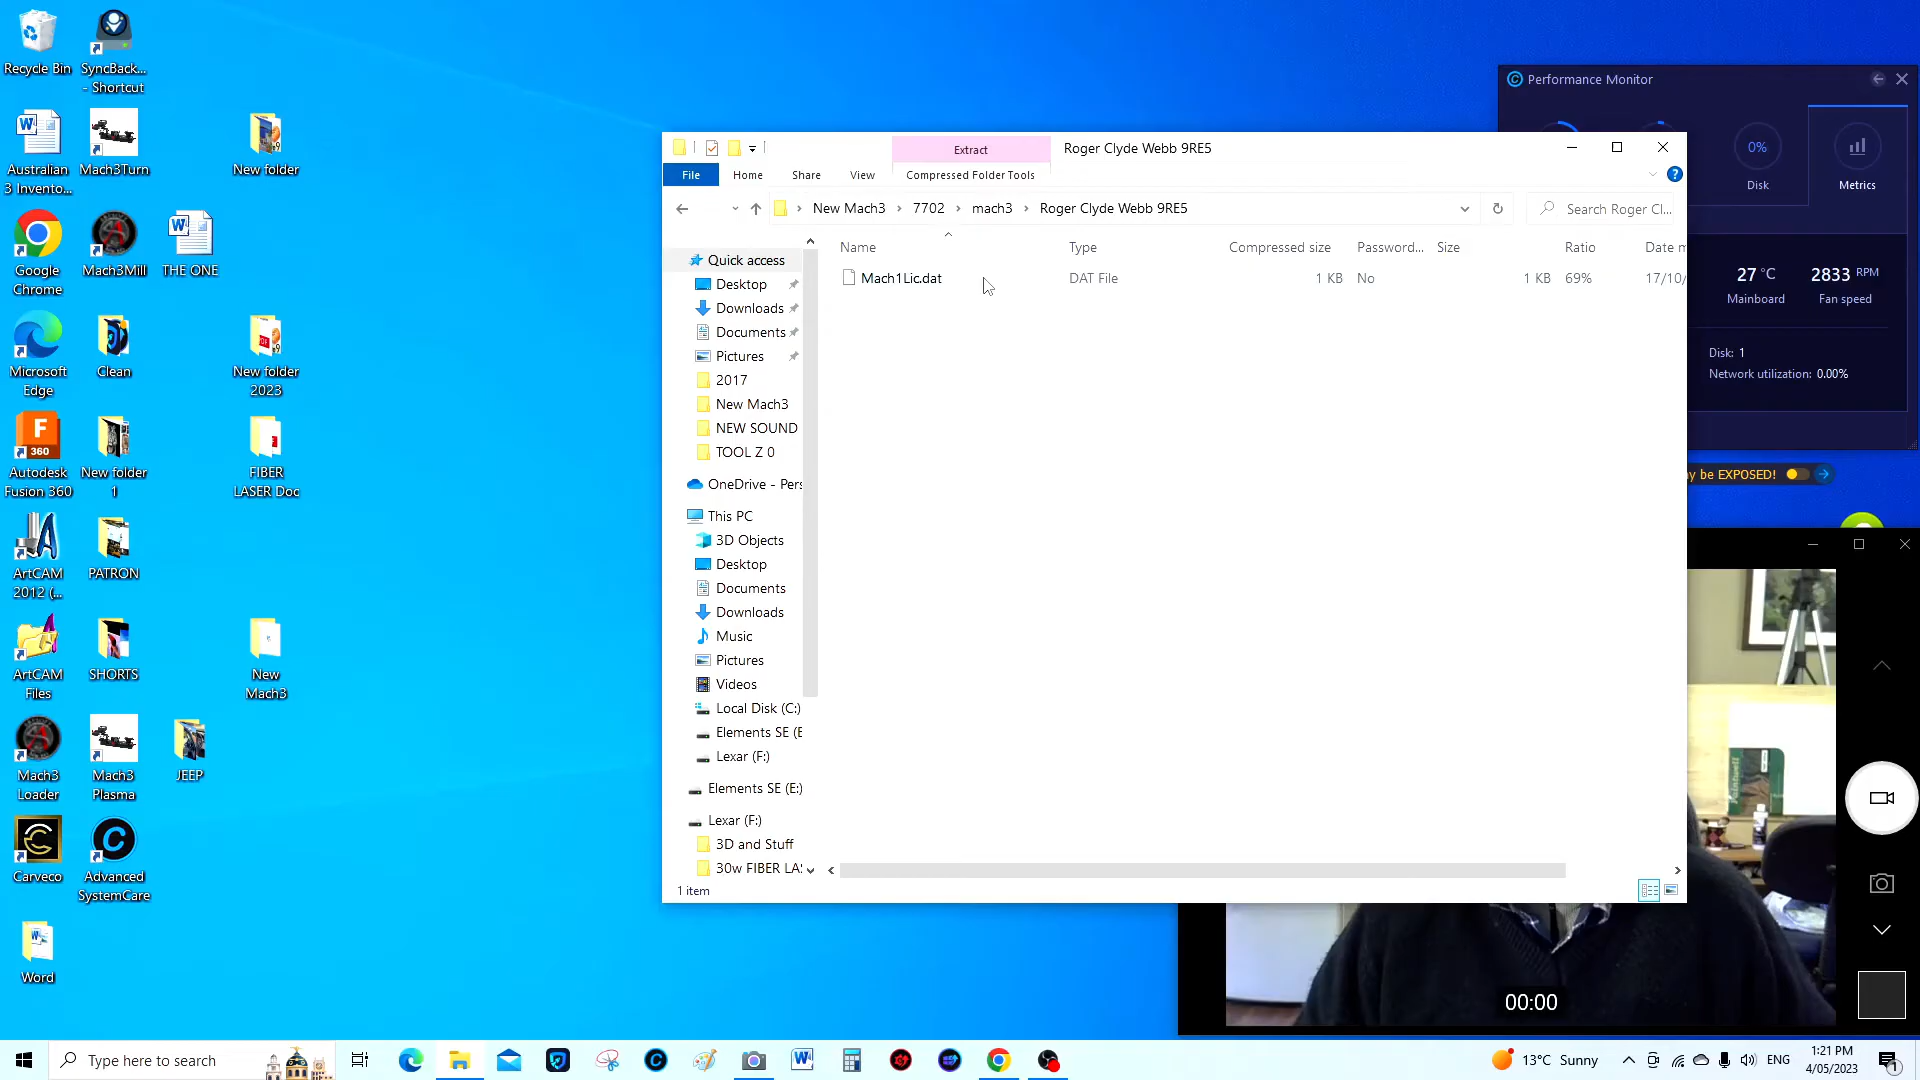 Recycle Bin
SyncBack...
- Shortcut
Australian
3 Invento...
Mach3Turn
New folder
Google
Chrome
Mach3Mill
THE ONE
Microsoft
Edge
Clean
New folder
2023
Autodesk
Fusion 360
New folder
1
FIBER
LASER Doc
ArtCAM
2012 (...
PATRON
ArtCAM
Files
SHORTS
New
Mach3
Mach3
Loader
Mach3
Plasma
JEEP
Carveco
Advanced
SystemCare
Word
Extract
Roger Clyde Webb 9RE5
File
Home
Share
View
Compressed Folder Tools
New Mach3 › 7702 › mach3 › Roger Clyde Webb 9RE5
Search Roger Cl...
Name
Type
Compressed size
Password...
Size
Ratio
Date m
Mach1Lic.dat
DAT File
1 KB
No
1 KB
69%
17/10/
Quick access
Desktop
Downloads
Documents
Pictures
2017
New Mach3
NEW SOUND
TOOL Z 0
OneDrive - Pers
This PC
3D Objects
Desktop
Documents
Downloads
Music
Pictures
Videos
Local Disk (C:)
Elements SE (E
Lexar (F:)
Elements SE (E:)
Lexar (F:)
3D and Stuff
30w FIBER LA
1 item
Performance Monitor
0%
Disk
Metrics
27 °C
Mainboard
2833 RPM
Fan speed
Disk: 1
Network utilization: 0.00%
ay be EXPOSED!
00:00
Type here to search
13°C Sunny
ENG
1:21 PM
4/05/2023
1